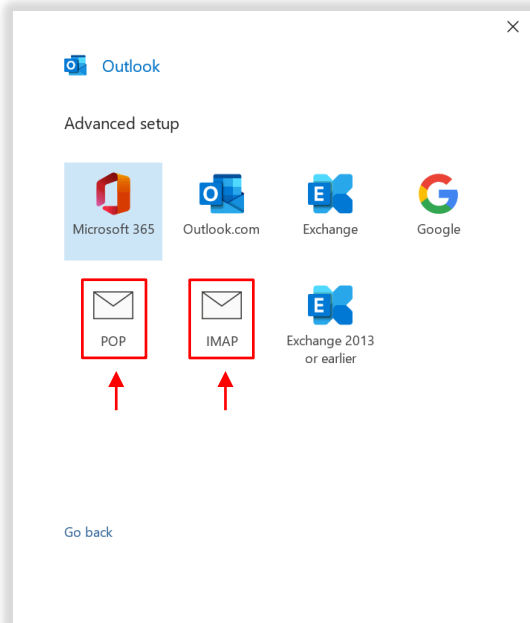 Outlook
Advanced setup
Microsoft 365
Outlook.com
Exchange
Google
POP
IMAP
Exchange 2013
or earlier
Go back